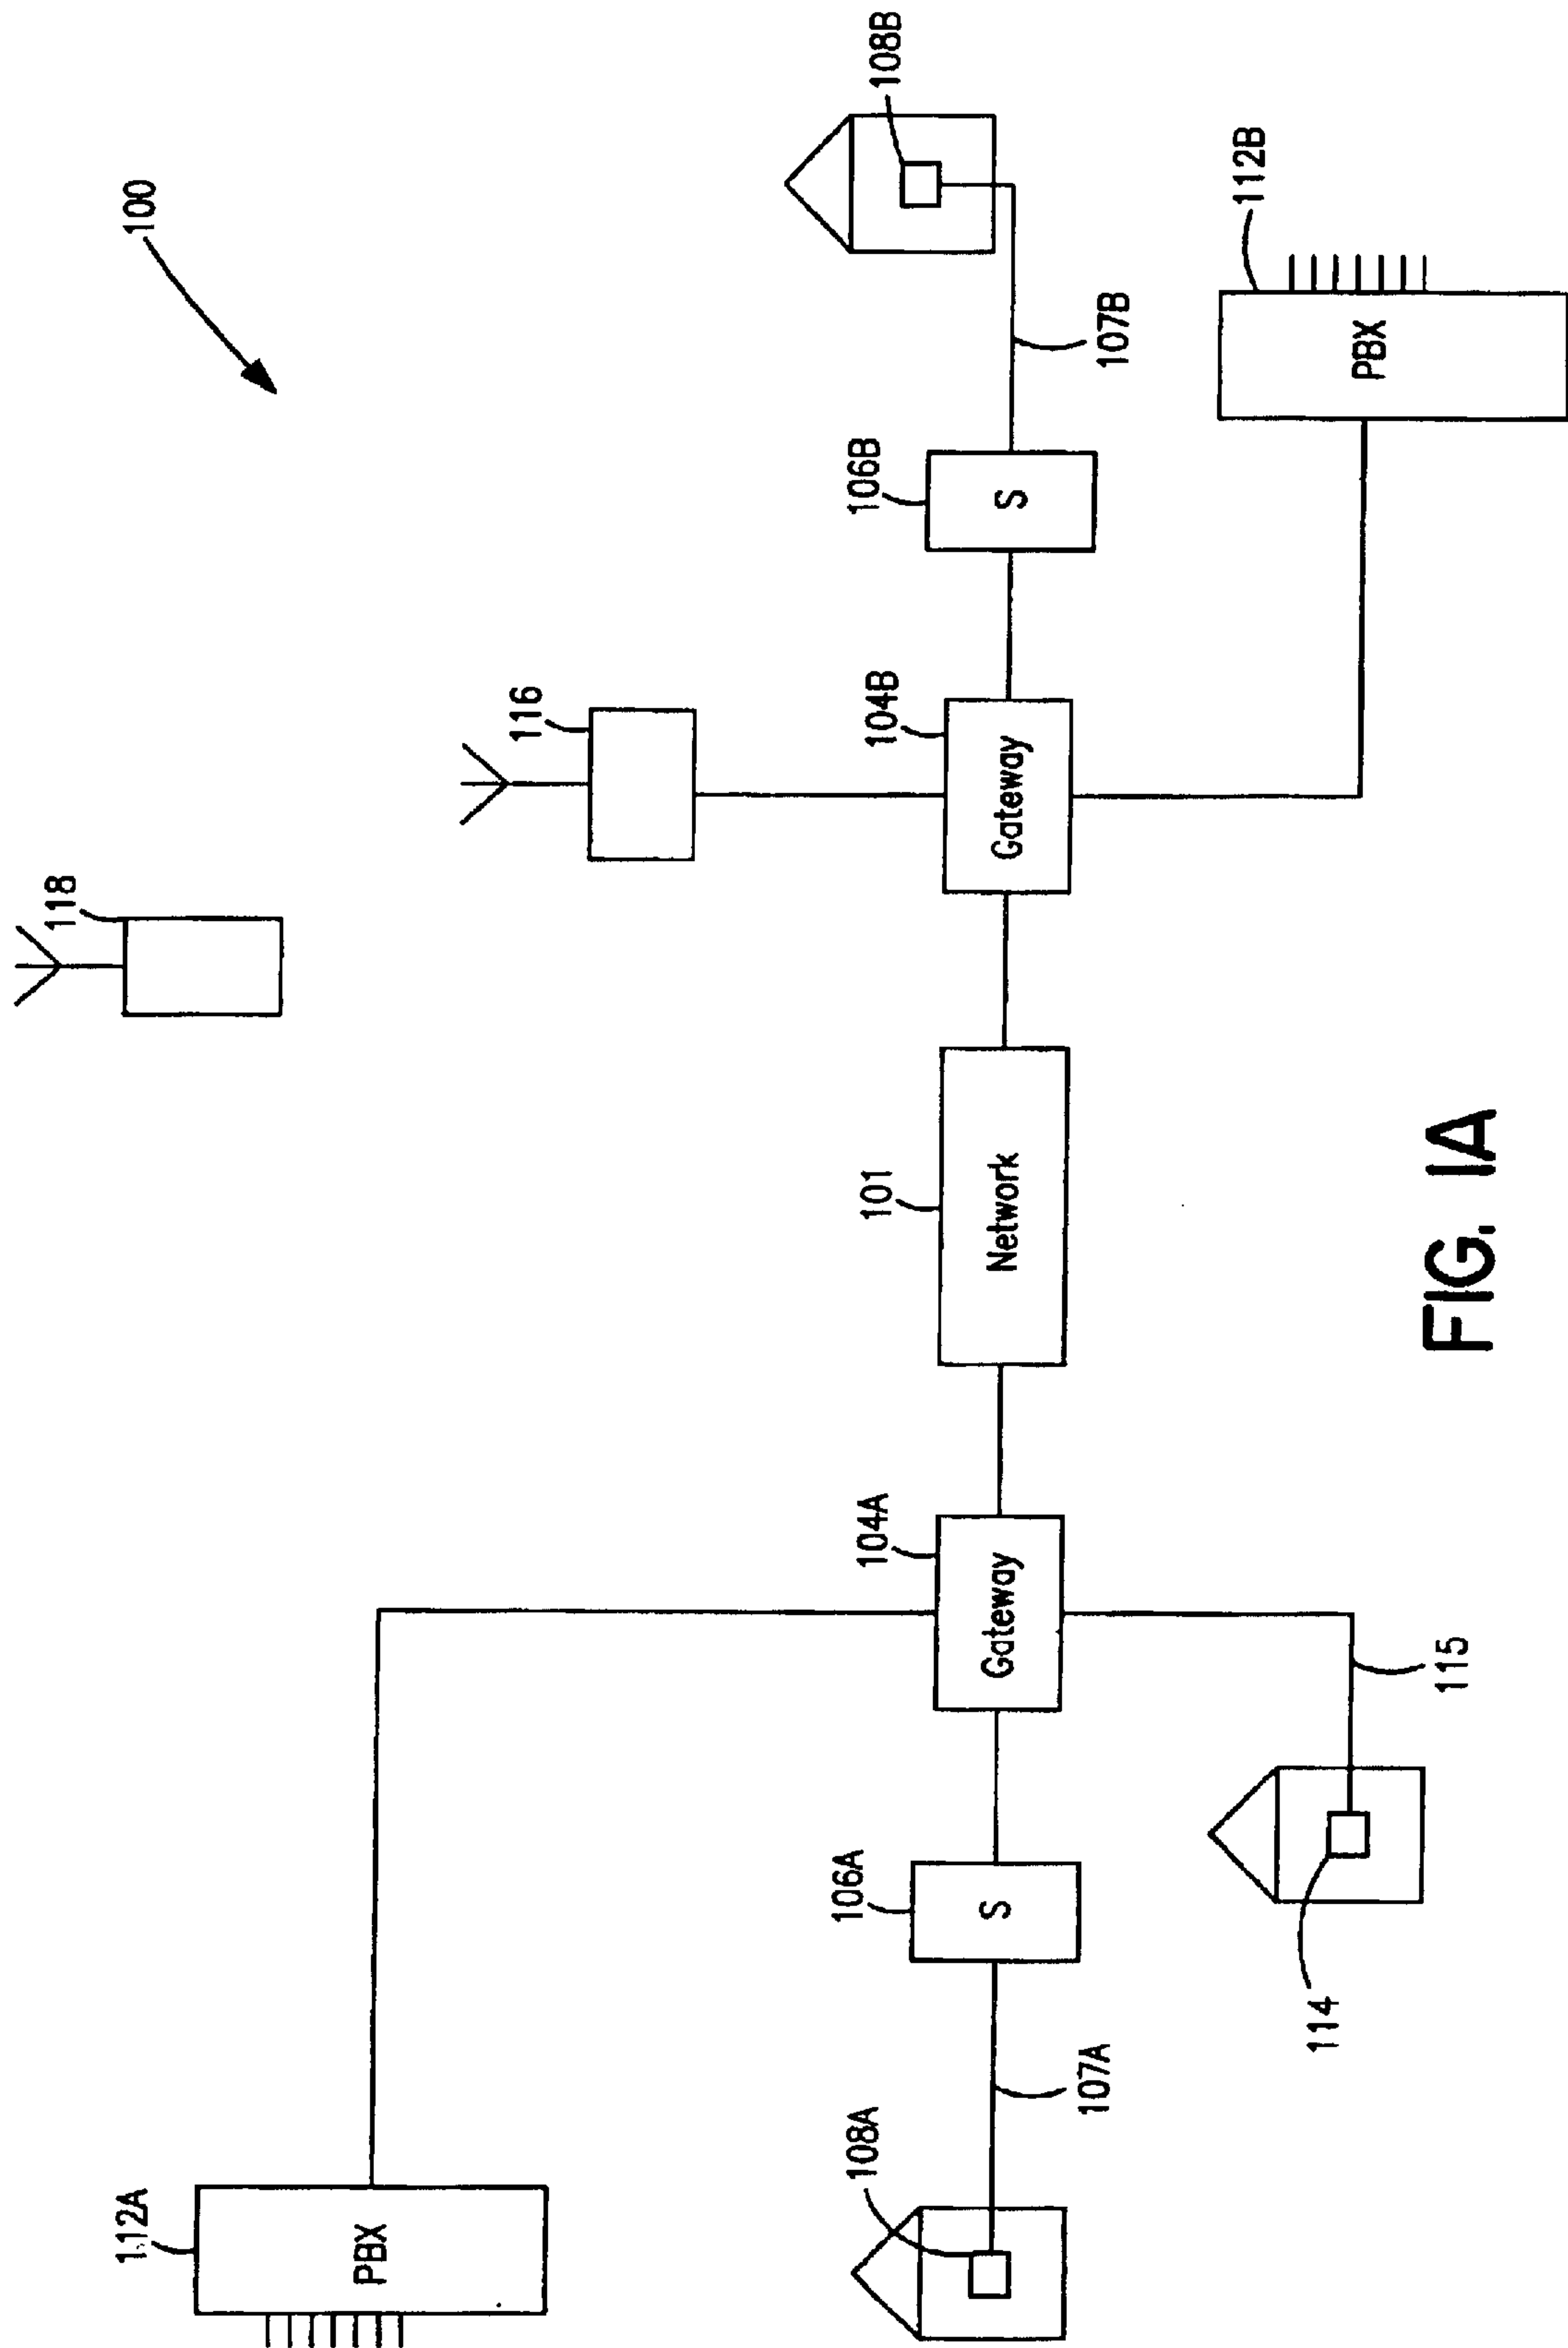 100
118
116
112A
PBX
108B
106B
S
107B
104B
Gateway
101
Network
104A
Gateway
106A
S
108A
107A
112B
PBX
115
114
FIG. 1A